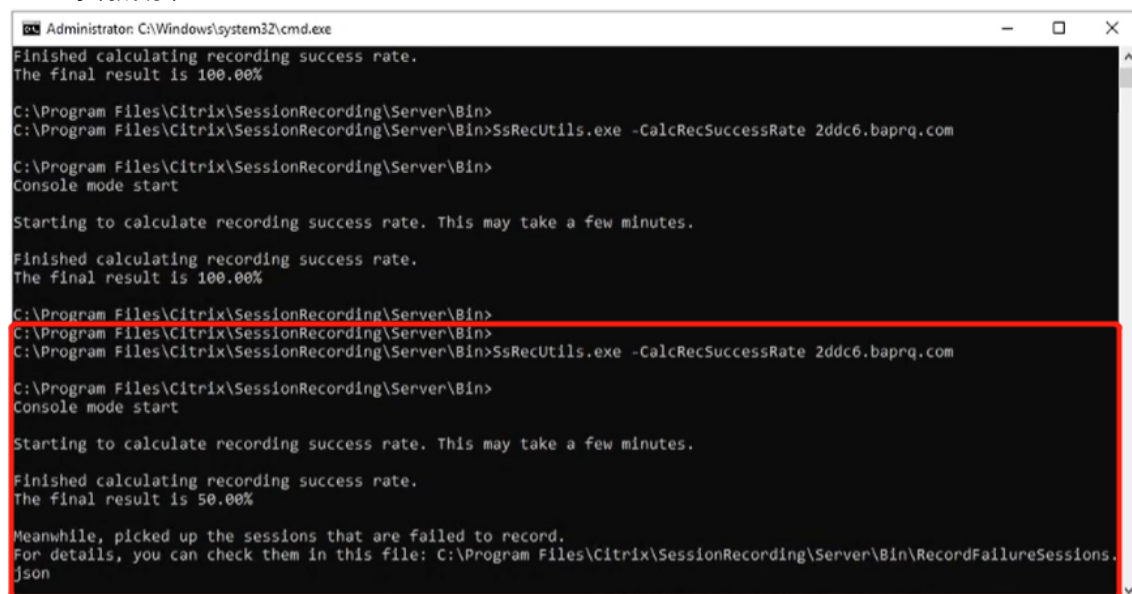 Administrator: C:\Windows\system32\cmd.exe
Finished calculating recording success rate.
The final result is 100.00%
C:\Program Files\Citrix\SessionRecording\Server\Bin>
C:\Program Files\Citrix\SessionRecording\Server\Bin>SsRecUtils.exe -CalcRecSuccessRate 2ddc6.baprq.com
C:\Program Files\Citrix\SessionRecording\Server\Bin>
Console mode start
Starting to calculate recording success rate. This may take a few minutes.
Finished calculating recording success rate.
The final result is 100.00%
C:\Program Files\Citrix\SessionRecording\Server\Bin>
C:\Program Files\Citrix\SessionRecording\Server\Bin>
C:\Program Files\Citrix\SessionRecording\Server\Bin>SsRecUtils.exe -CalcRecSuccessRate 2ddc6.baprq.com
C:\Program Files\Citrix\SessionRecording\Server\Bin>
Console mode start
Starting to calculate recording success rate. This may take a few minutes.
Finished calculating recording success rate.
The final result is 50.00%
Meanwhile, picked up the sessions that are failed to record.
For details, you can check them in this file: C:\Program Files\Citrix\SessionRecording\Server\Bin\RecordFailureSessions.
json